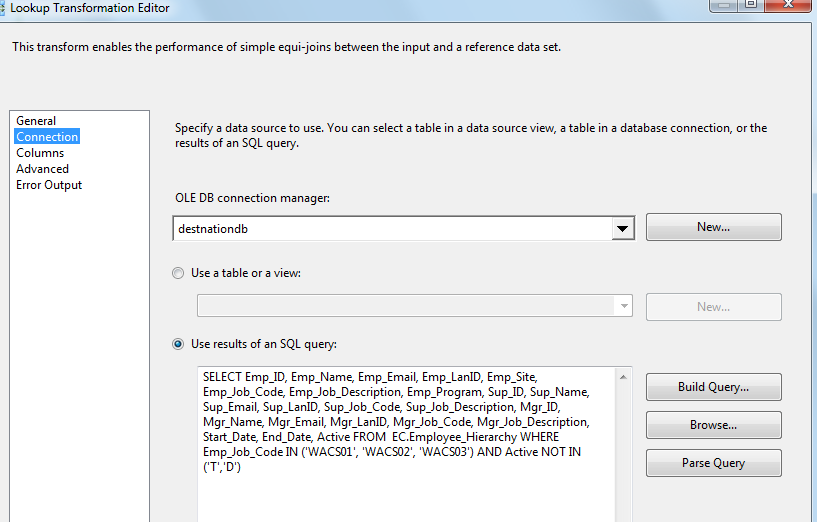 Lookup Transformation Editor
This transform enables the performance of simple equi-joins between the input and a reference data set.
General
Connection
Columns
Advanced
Error Output
Specify a data source to use. You can select a table in a data source view, a table in a database connection, or the
results of an SQL query.
OLE DB connection manager:
destnationdb
New...
Use a table or a view:
New...
Use results of an SQL query:
SELECT Emp_ID, Emp_Name, Emp_Email, Emp_LanID, Emp_Site,
Emp_Job_Code, Emp_Job_Description, Emp_Program, Sup_ID, Sup_Name,
Sup_Email, Sup_LanID, Sup_Job_Code, Sup_Job_Description, Mgr_ID,
Mgr_Name, Mgr_Email, Mgr_LanID, Mgr_Job_Code, Mgr_Job_Description,
Start_Date, End_Date, Active FROM  EC.Employee_Hierarchy WHERE
Emp_Job_Code IN ('WACS01', 'WACS02', 'WACS03') AND Active NOT IN
('T','D')
Build Query...
Browse...
Parse Query